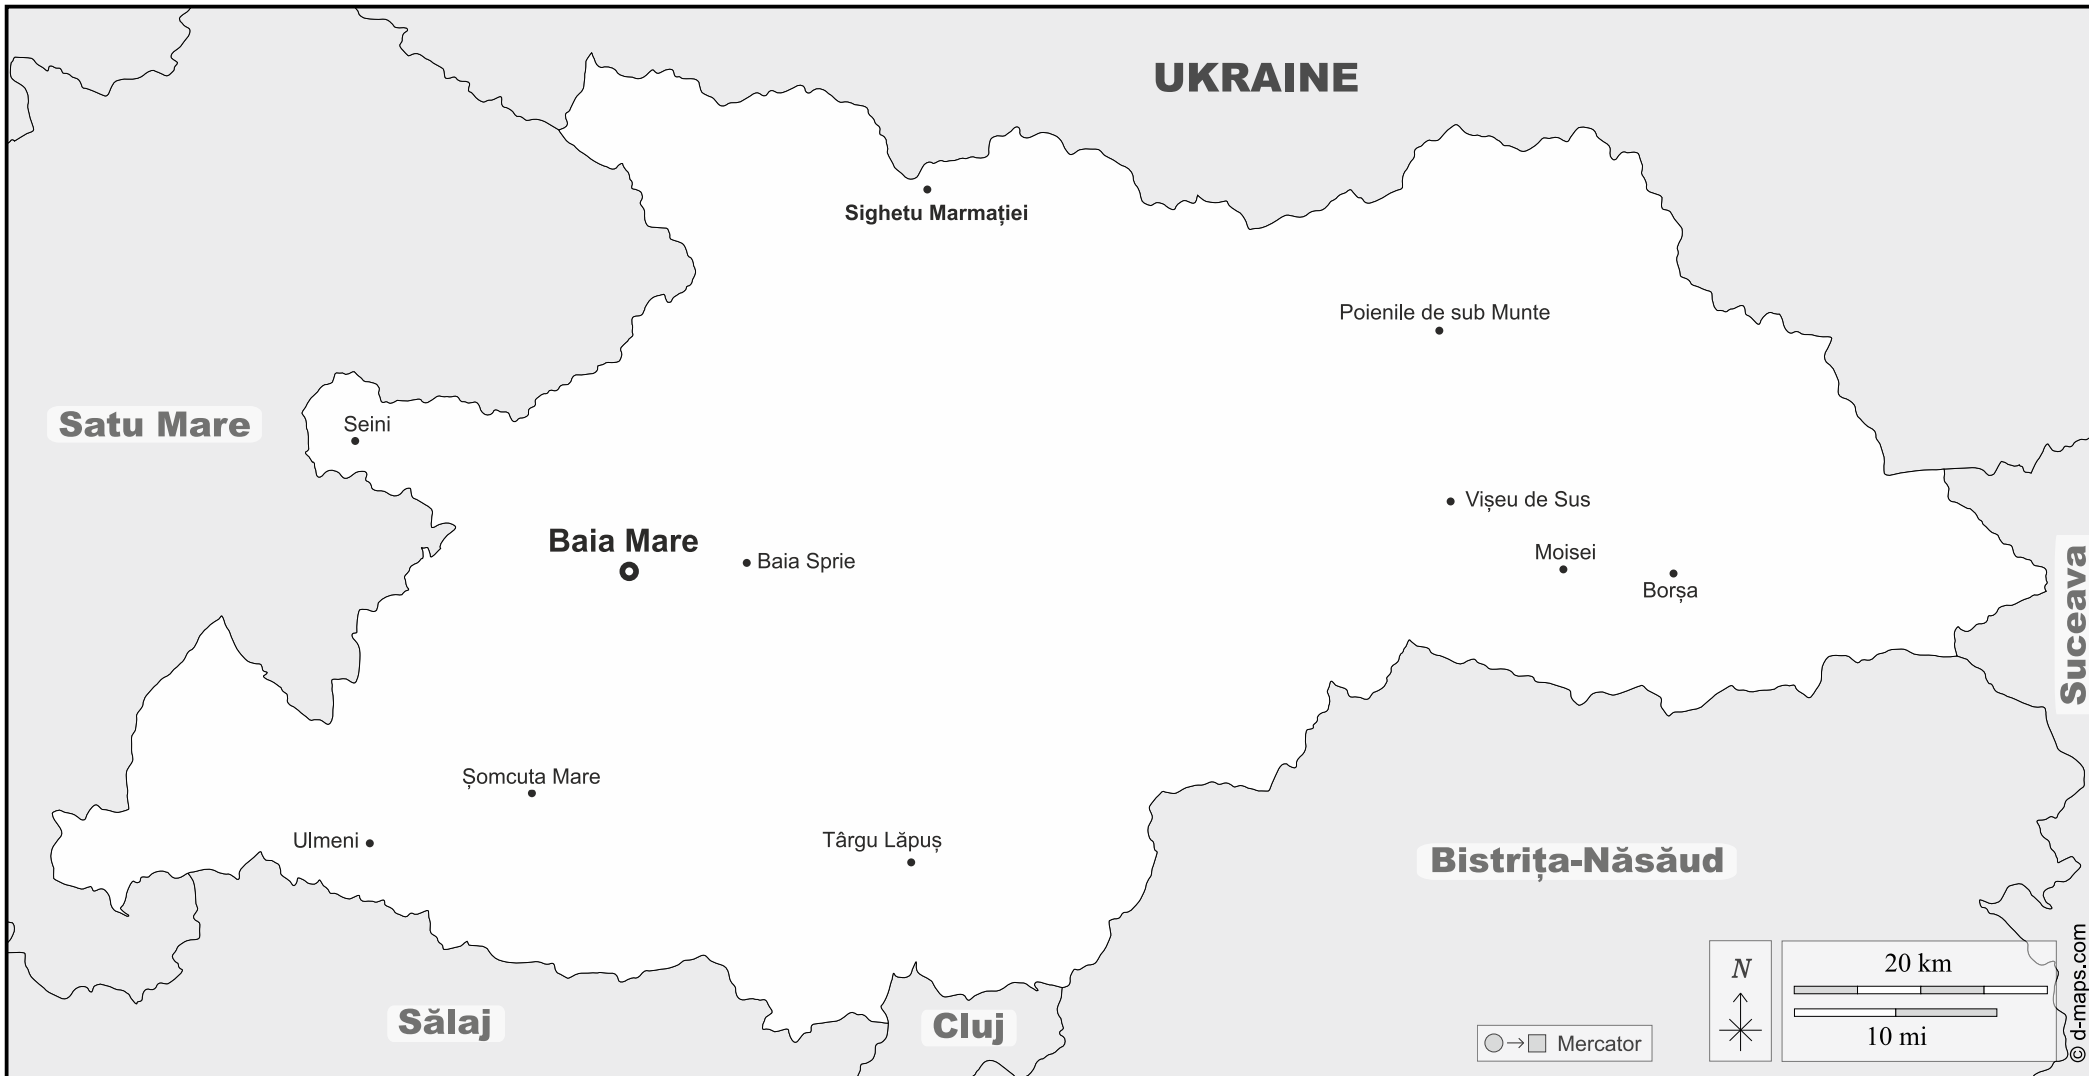 UKRAINE
Sighetu Marmației
Poienile de sub Munte
Satu Mare
Seini
Vișeu de Sus
Baia Mare
Baia Sprie
Moisei
Borșa
Suceava
Șomcuta Mare
Ulmeni
Târgu Lăpuș
Bistrița-Năsăud
Sălaj
Cluj
Mercator
N
20 km
10 mi
© d-maps.com